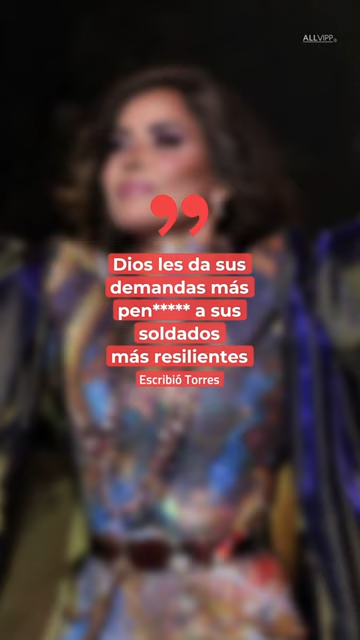 ALLVIPP
Dios les da sus
demandas más
pen***** a sus
soldados
más resilientes
Escribió Torres